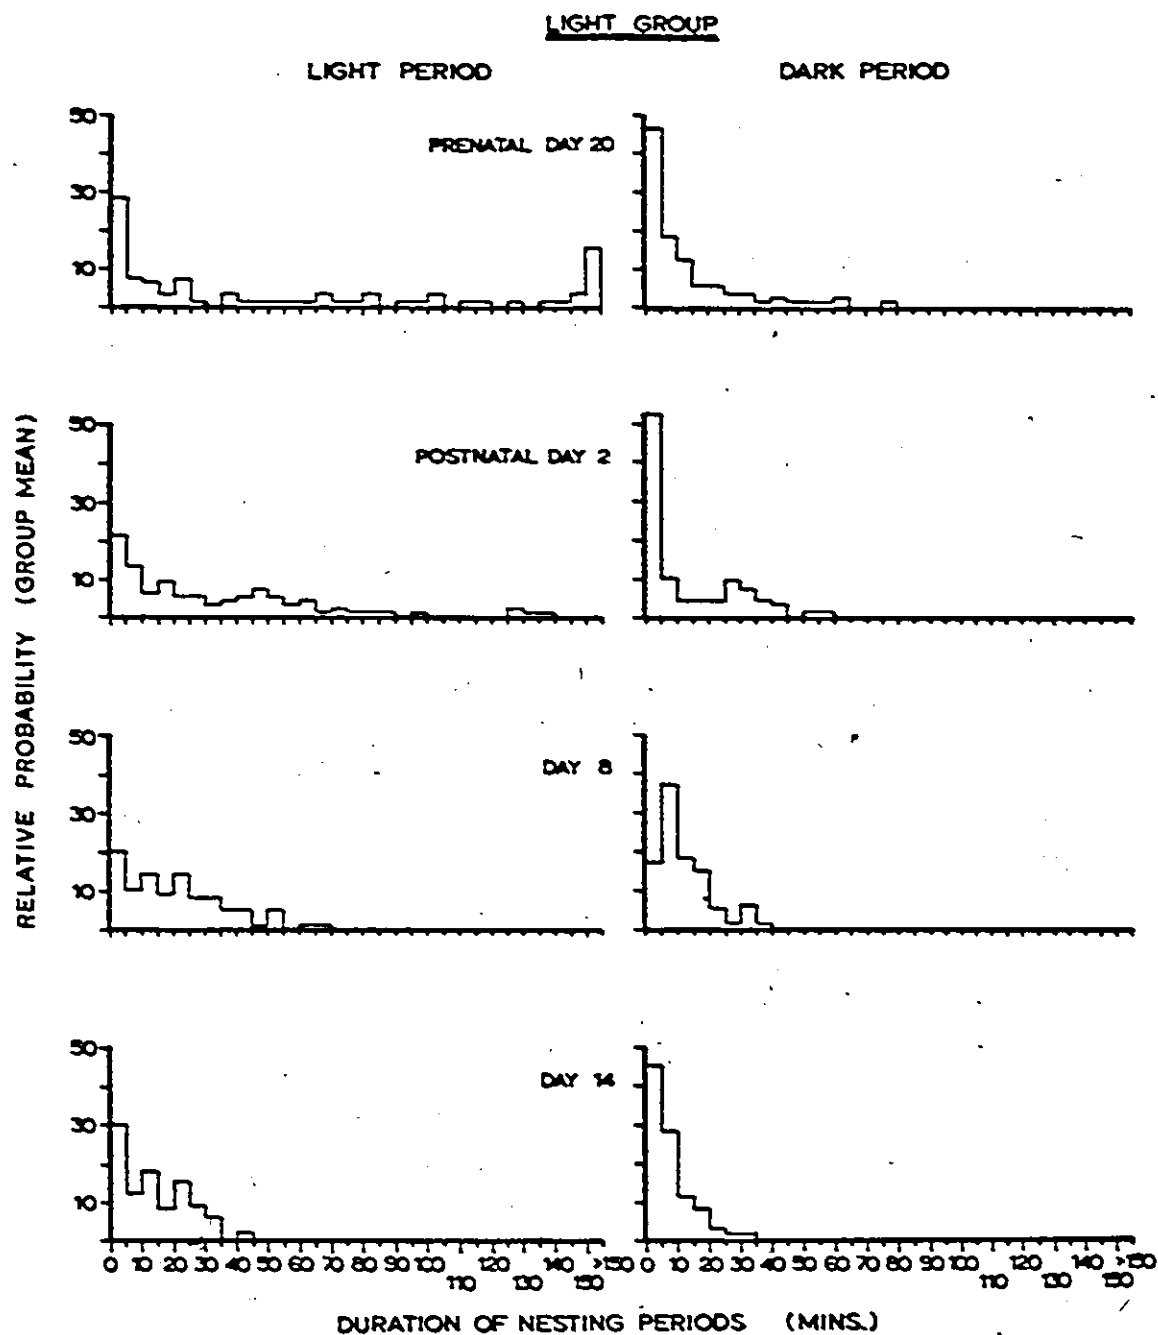 LIGHT GROUP
LIGHT PERIOD DARK PERIOD
PRENATAL DAY 20
50
30
10
POSTNATAL DAY 2
50
30
10
DAY 8
50
30
10
DAY 14
50
30
10
RELATIVE PROBABILITY (GROUP MEAN)
0 10 20 30 40 50 60 70 80 90 100 110 120 130 140 150 >150
0 10 20 30 40 50 60 70 80 90 100 110 120 130 140 150 >150
DURATION OF NESTING PERIODS (MINS.)